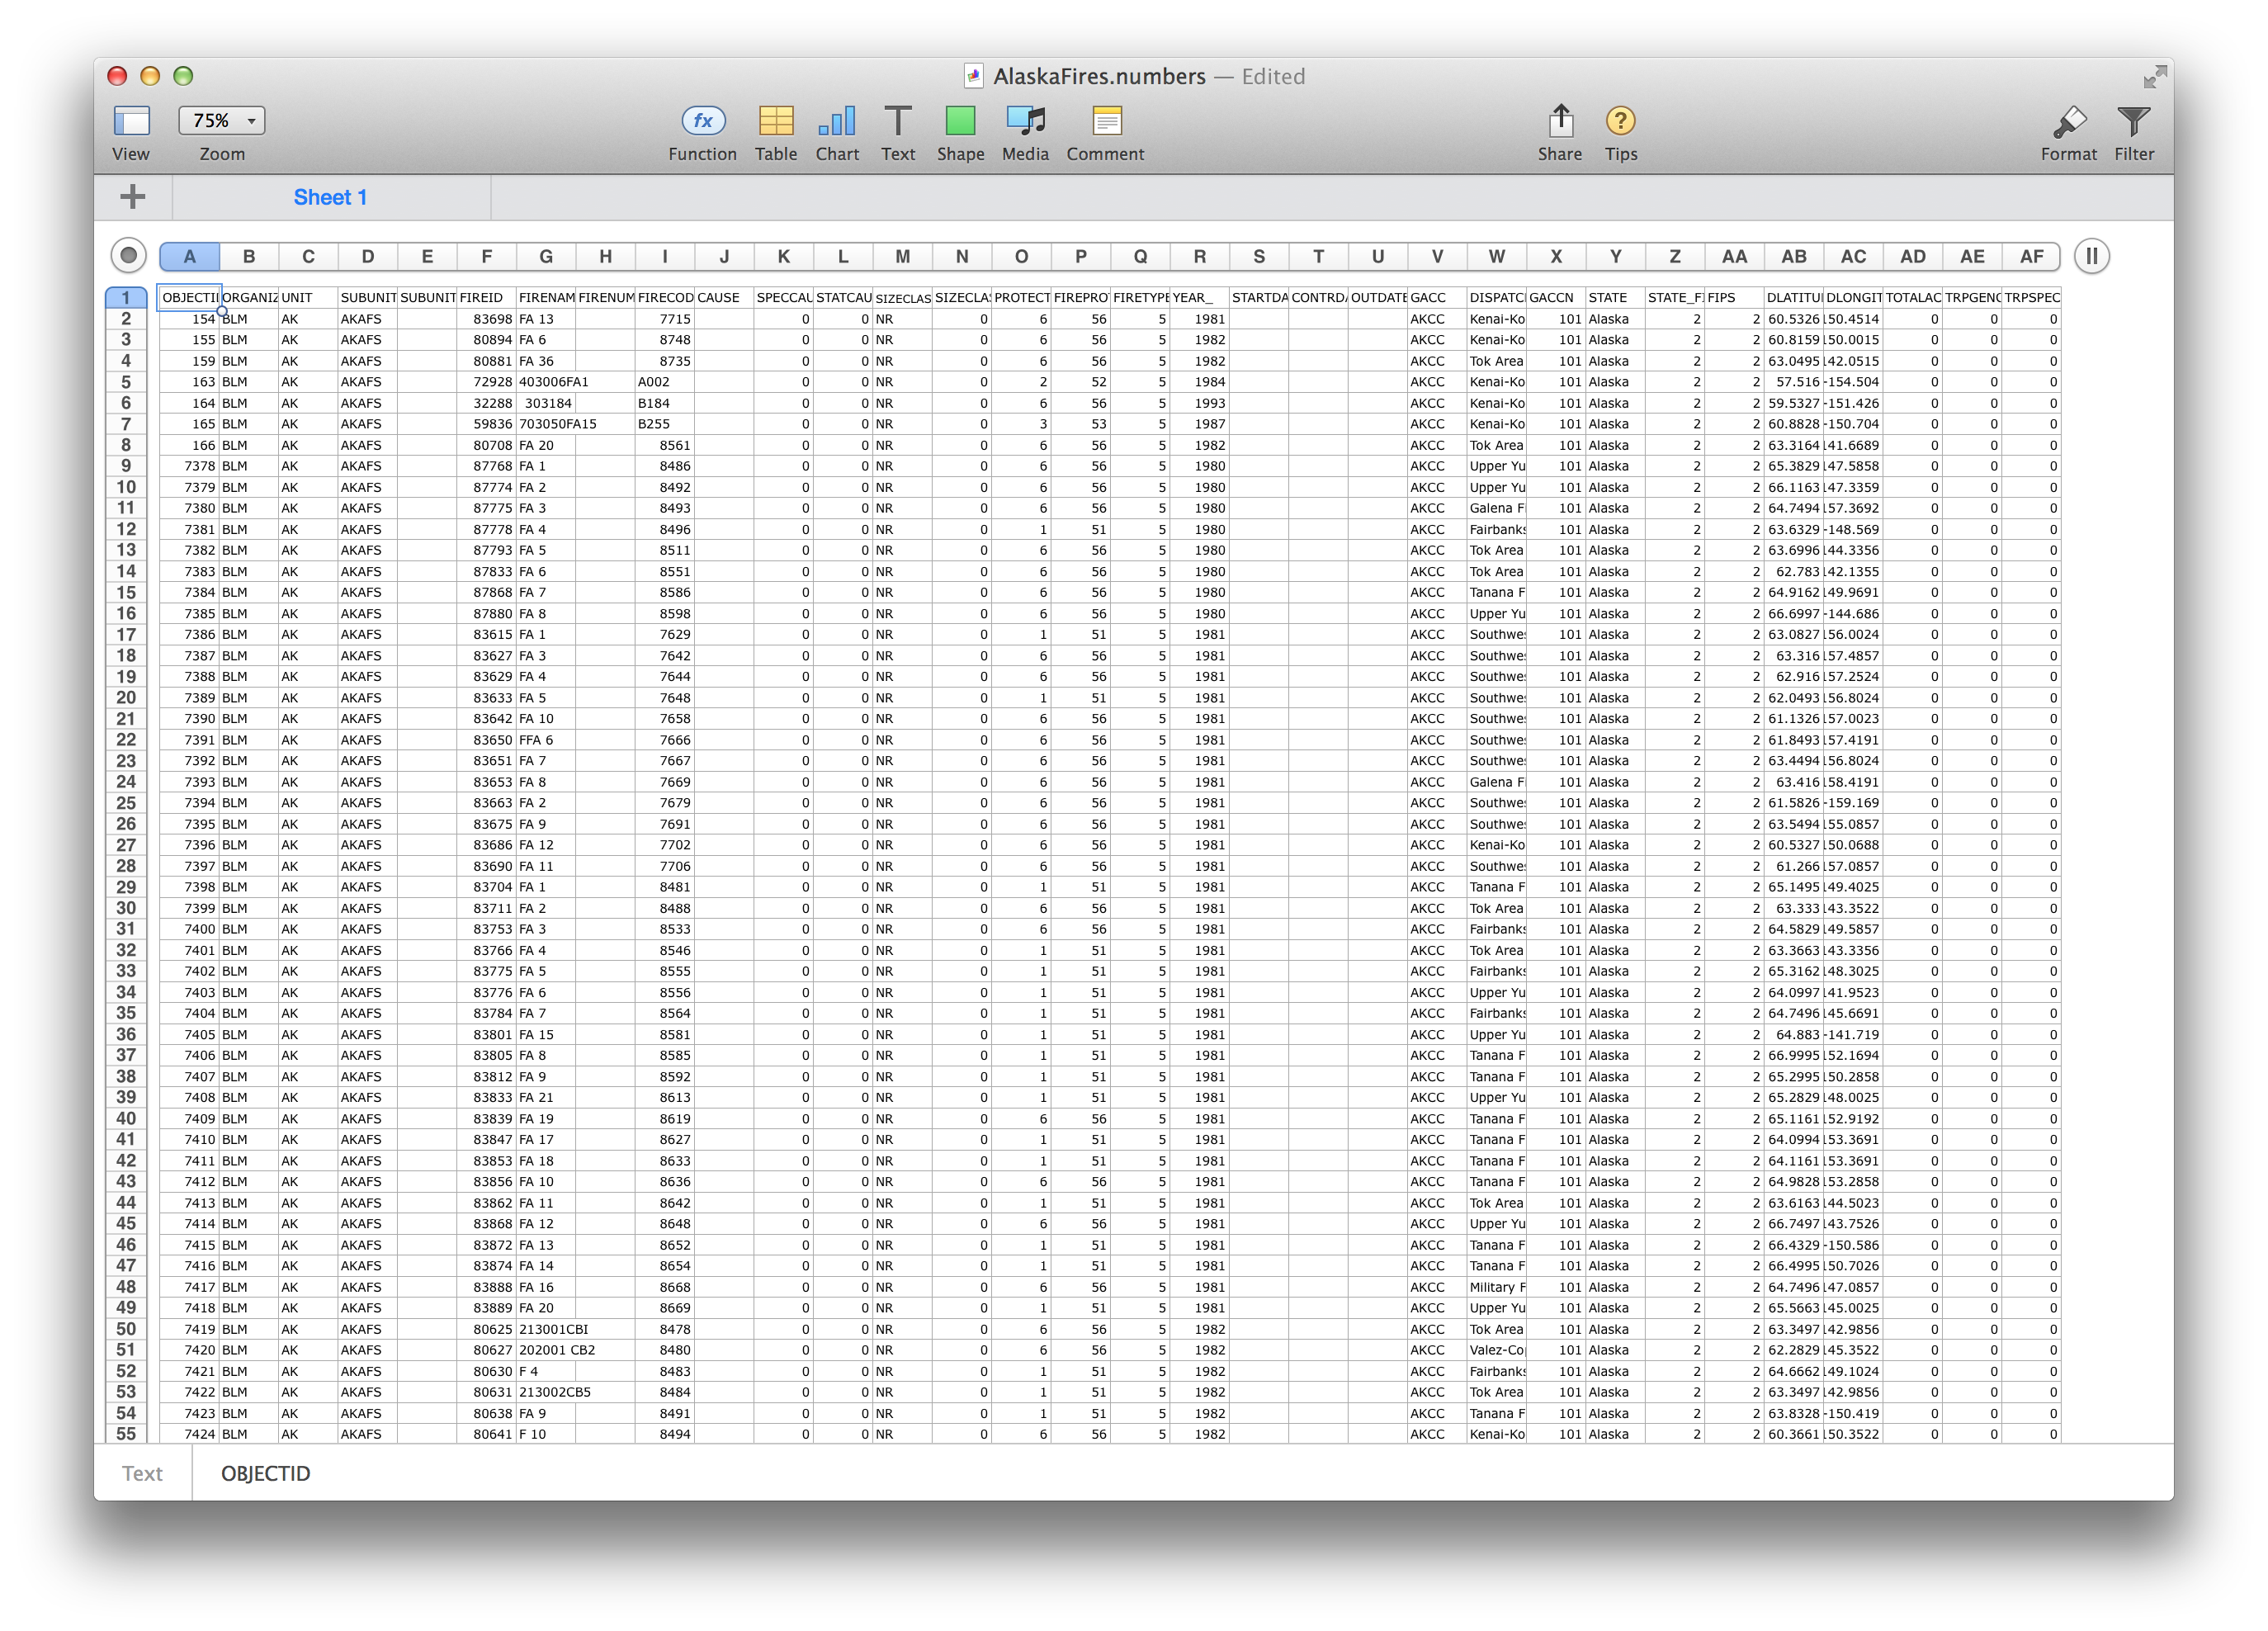 AlaskaFires.numbers — Edited
View 75% Zoom Function Table Chart Text Shape Media Comment Share Tips Format Filter
Sheet 1
A B C D E F G H I J K L M N O P Q R S T U V W X Y Z AA AB AC AD AE AF
1 OBJECTI ORGANIZ UNIT SUBUNIT SUBUNIT FIREID FIRENAM FIRENUM FIRECOD CAUSE SPECCAU STATCAU SIZECLAS SIZECLA PROTECT FIREPRO FIRETYPE YEAR_ STARTDA CONTRDA OUTDATE GACC DISPATC GACCN STATE STATE_FI FIPS DLATITU DLONGIT TOTALAC TRPGENC TRPSPEC
2 154 BLM AK AKAFS 83698 FA 13 7715 0 0 NR 0 6 56 5 1981 AKCC Kenai-Ko 101 Alaska 2 2 60.5326 150.4514 0 0 0
3 155 BLM AK AKAFS 80894 FA 6 8748 0 0 NR 0 6 56 5 1982 AKCC Kenai-Ko 101 Alaska 2 2 60.8159 150.0015 0 0 0
4 159 BLM AK AKAFS 80881 FA 36 8735 0 0 NR 0 6 56 5 1982 AKCC Tok Area 101 Alaska 2 2 63.0495 142.0515 0 0 0
5 163 BLM AK AKAFS 72928 403006FA1 A002 0 0 NR 0 2 52 5 1984 AKCC Kenai-Ko 101 Alaska 2 2 57.516 -154.504 0 0 0
6 164 BLM AK AKAFS 32288 303184 B184 0 0 NR 0 6 56 5 1993 AKCC Kenai-Ko 101 Alaska 2 2 59.5327 -151.426 0 0 0
7 165 BLM AK AKAFS 59836 703050FA15 B255 0 0 NR 0 3 53 5 1987 AKCC Kenai-Ko 101 Alaska 2 2 60.8828 -150.704 0 0 0
8 166 BLM AK AKAFS 80708 FA 20 8561 0 0 NR 0 6 56 5 1982 AKCC Tok Area 101 Alaska 2 2 63.3164 141.6689 0 0 0
9 7378 BLM AK AKAFS 87768 FA 1 8486 0 0 NR 0 6 56 5 1980 AKCC Upper Yu 101 Alaska 2 2 65.3829 147.5858 0 0 0
10 7379 BLM AK AKAFS 87774 FA 2 8492 0 0 NR 0 6 56 5 1980 AKCC Upper Yu 101 Alaska 2 2 66.1163 147.3359 0 0 0
11 7380 BLM AK AKAFS 87775 FA 3 8493 0 0 NR 0 6 56 5 1980 AKCC Galena F 101 Alaska 2 2 64.7494 157.3692 0 0 0
12 7381 BLM AK AKAFS 87778 FA 4 8496 0 0 NR 0 1 51 5 1980 AKCC Fairbanks 101 Alaska 2 2 63.6329 -148.569 0 0 0
13 7382 BLM AK AKAFS 87793 FA 5 8511 0 0 NR 0 6 56 5 1980 AKCC Tok Area 101 Alaska 2 2 63.6996 144.3356 0 0 0
14 7383 BLM AK AKAFS 87833 FA 6 8551 0 0 NR 0 6 56 5 1980 AKCC Tok Area 101 Alaska 2 2 62.783 142.1355 0 0 0
15 7384 BLM AK AKAFS 87868 FA 7 8586 0 0 NR 0 6 56 5 1980 AKCC Tanana F 101 Alaska 2 2 64.9162 149.9691 0 0 0
16 7385 BLM AK AKAFS 87880 FA 8 8598 0 0 NR 0 6 56 5 1980 AKCC Upper Yu 101 Alaska 2 2 66.6997 -144.686 0 0 0
17 7386 BLM AK AKAFS 83615 FA 1 7629 0 0 NR 0 1 51 5 1981 AKCC Southwes 101 Alaska 2 2 63.0827 156.0024 0 0 0
18 7387 BLM AK AKAFS 83627 FA 3 7642 0 0 NR 0 6 56 5 1981 AKCC Southwes 101 Alaska 2 2 63.316 157.4857 0 0 0
19 7388 BLM AK AKAFS 83629 FA 4 7644 0 0 NR 0 6 56 5 1981 AKCC Southwes 101 Alaska 2 2 62.916 157.2524 0 0 0
20 7389 BLM AK AKAFS 83633 FA 5 7648 0 0 NR 0 1 51 5 1981 AKCC Southwes 101 Alaska 2 2 62.0493 156.8024 0 0 0
21 7390 BLM AK AKAFS 83642 FA 10 7658 0 0 NR 0 6 56 5 1981 AKCC Southwes 101 Alaska 2 2 61.1326 157.0023 0 0 0
22 7391 BLM AK AKAFS 83650 FFA 6 7666 0 0 NR 0 6 56 5 1981 AKCC Southwes 101 Alaska 2 2 61.8493 157.4191 0 0 0
23 7392 BLM AK AKAFS 83651 FA 7 7667 0 0 NR 0 6 56 5 1981 AKCC Southwes 101 Alaska 2 2 63.4494 156.8024 0 0 0
24 7393 BLM AK AKAFS 83653 FA 8 7669 0 0 NR 0 6 56 5 1981 AKCC Galena F 101 Alaska 2 2 63.416 158.4191 0 0 0
25 7394 BLM AK AKAFS 83663 FA 2 7679 0 0 NR 0 6 56 5 1981 AKCC Southwes 101 Alaska 2 2 61.5826 -159.169 0 0 0
26 7395 BLM AK AKAFS 83675 FA 9 7691 0 0 NR 0 6 56 5 1981 AKCC Southwes 101 Alaska 2 2 63.5494 155.0857 0 0 0
27 7396 BLM AK AKAFS 83686 FA 12 7702 0 0 NR 0 6 56 5 1981 AKCC Kenai-Ko 101 Alaska 2 2 60.5327 150.0688 0 0 0
28 7397 BLM AK AKAFS 83690 FA 11 7706 0 0 NR 0 6 56 5 1981 AKCC Southwes 101 Alaska 2 2 61.266 157.0857 0 0 0
29 7398 BLM AK AKAFS 83704 FA 1 8481 0 0 NR 0 1 51 5 1981 AKCC Tanana F 101 Alaska 2 2 65.1495 149.4025 0 0 0
30 7399 BLM AK AKAFS 83711 FA 2 8488 0 0 NR 0 6 56 5 1981 AKCC Tok Area 101 Alaska 2 2 63.333 143.3522 0 0 0
31 7400 BLM AK AKAFS 83753 FA 3 8533 0 0 NR 0 6 56 5 1981 AKCC Fairbanks 101 Alaska 2 2 64.5829 149.5857 0 0 0
32 7401 BLM AK AKAFS 83766 FA 4 8546 0 0 NR 0 1 51 5 1981 AKCC Tok Area 101 Alaska 2 2 63.3663 143.3356 0 0 0
33 7402 BLM AK AKAFS 83775 FA 5 8555 0 0 NR 0 1 51 5 1981 AKCC Fairbanks 101 Alaska 2 2 65.3162 148.3025 0 0 0
34 7403 BLM AK AKAFS 83776 FA 6 8556 0 0 NR 0 1 51 5 1981 AKCC Upper Yu 101 Alaska 2 2 64.0997 141.9523 0 0 0
35 7404 BLM AK AKAFS 83784 FA 7 8564 0 0 NR 0 1 51 5 1981 AKCC Fairbanks 101 Alaska 2 2 64.7496 145.6691 0 0 0
36 7405 BLM AK AKAFS 83801 FA 15 8581 0 0 NR 0 1 51 5 1981 AKCC Upper Yu 101 Alaska 2 2 64.883 -141.719 0 0 0
37 7406 BLM AK AKAFS 83805 FA 8 8585 0 0 NR 0 1 51 5 1981 AKCC Tanana F 101 Alaska 2 2 66.9995 152.1694 0 0 0
38 7407 BLM AK AKAFS 83812 FA 9 8592 0 0 NR 0 1 51 5 1981 AKCC Tanana F 101 Alaska 2 2 65.2995 150.2858 0 0 0
39 7408 BLM AK AKAFS 83833 FA 21 8613 0 0 NR 0 1 51 5 1981 AKCC Upper Yu 101 Alaska 2 2 65.2829 148.0025 0 0 0
40 7409 BLM AK AKAFS 83839 FA 19 8619 0 0 NR 0 6 56 5 1981 AKCC Tanana F 101 Alaska 2 2 65.1161 152.9192 0 0 0
41 7410 BLM AK AKAFS 83847 FA 17 8627 0 0 NR 0 1 51 5 1981 AKCC Tanana F 101 Alaska 2 2 64.0994 153.3691 0 0 0
42 7411 BLM AK AKAFS 83853 FA 18 8633 0 0 NR 0 1 51 5 1981 AKCC Tanana F 101 Alaska 2 2 64.1161 153.3691 0 0 0
43 7412 BLM AK AKAFS 83856 FA 10 8636 0 0 NR 0 6 56 5 1981 AKCC Tanana F 101 Alaska 2 2 64.9828 153.2858 0 0 0
44 7413 BLM AK AKAFS 83862 FA 11 8642 0 0 NR 0 1 51 5 1981 AKCC Tok Area 101 Alaska 2 2 63.6163 144.5023 0 0 0
45 7414 BLM AK AKAFS 83868 FA 12 8648 0 0 NR 0 6 56 5 1981 AKCC Upper Yu 101 Alaska 2 2 66.7497 143.7526 0 0 0
46 7415 BLM AK AKAFS 83872 FA 13 8652 0 0 NR 0 1 51 5 1981 AKCC Tanana F 101 Alaska 2 2 66.4329 -150.586 0 0 0
47 7416 BLM AK AKAFS 83874 FA 14 8654 0 0 NR 0 1 51 5 1981 AKCC Tanana F 101 Alaska 2 2 66.4995 150.7026 0 0 0
48 7417 BLM AK AKAFS 83888 FA 16 8668 0 0 NR 0 6 56 5 1981 AKCC Military F 101 Alaska 2 2 64.7496 147.0857 0 0 0
49 7418 BLM AK AKAFS 83889 FA 20 8669 0 0 NR 0 1 51 5 1981 AKCC Upper Yu 101 Alaska 2 2 65.5663 145.0025 0 0 0
50 7419 BLM AK AKAFS 80625 213001CBI 8478 0 0 NR 0 6 56 5 1982 AKCC Tok Area 101 Alaska 2 2 63.3497 142.9856 0 0 0
51 7420 BLM AK AKAFS 80627 202001 CB2 8480 0 0 NR 0 6 56 5 1982 AKCC Valez-Co 101 Alaska 2 2 62.2829 145.3522 0 0 0
52 7421 BLM AK AKAFS 80630 F 4 8483 0 0 NR 0 1 51 5 1982 AKCC Fairbanks 101 Alaska 2 2 64.6662 149.1024 0 0 0
53 7422 BLM AK AKAFS 80631 213002CB5 8484 0 0 NR 0 1 51 5 1982 AKCC Tok Area 101 Alaska 2 2 63.3497 142.9856 0 0 0
54 7423 BLM AK AKAFS 80638 FA 9 8491 0 0 NR 0 1 51 5 1982 AKCC Tanana F 101 Alaska 2 2 63.8328 -150.419 0 0 0
55 7424 BLM AK AKAFS 80641 F 10 8494 0 0 NR 0 6 56 5 1982 AKCC Kenai-Ko 101 Alaska 2 2 60.3661 150.3522 0 0 0
Text OBJECTID